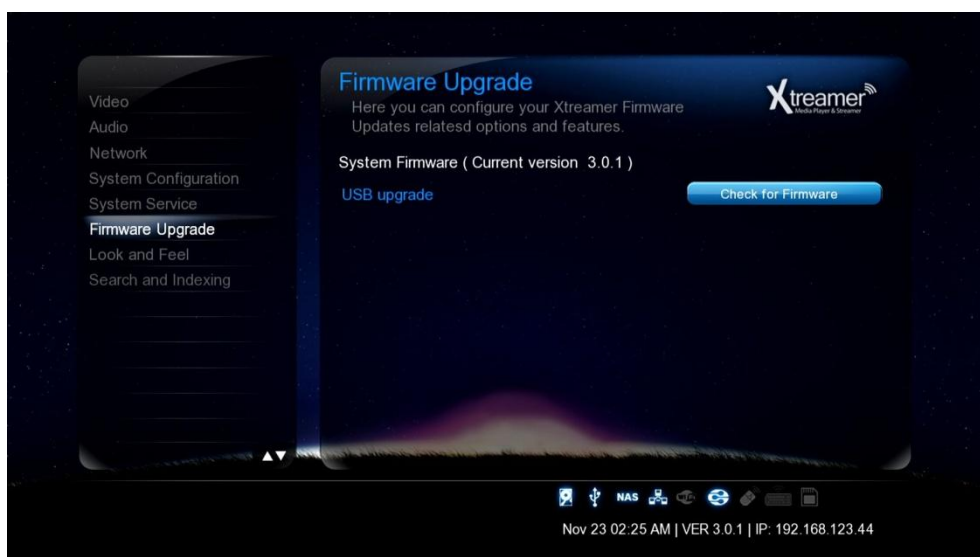 Video
Audio
Network
System Configuration
System Service
Firmware Upgrade
Look and Feel
Search and Indexing
Firmware Upgrade
Here you can configure your Xtreamer Firmware
Updates relatesd options and features.
Xtreamer
Media Player & Streamer
System Firmware ( Current version 3.0.1 )
USB upgrade
Check for Firmware
NAS
Nov 23 02:25 AM | VER 3.0.1 | IP: 192.168.123.44